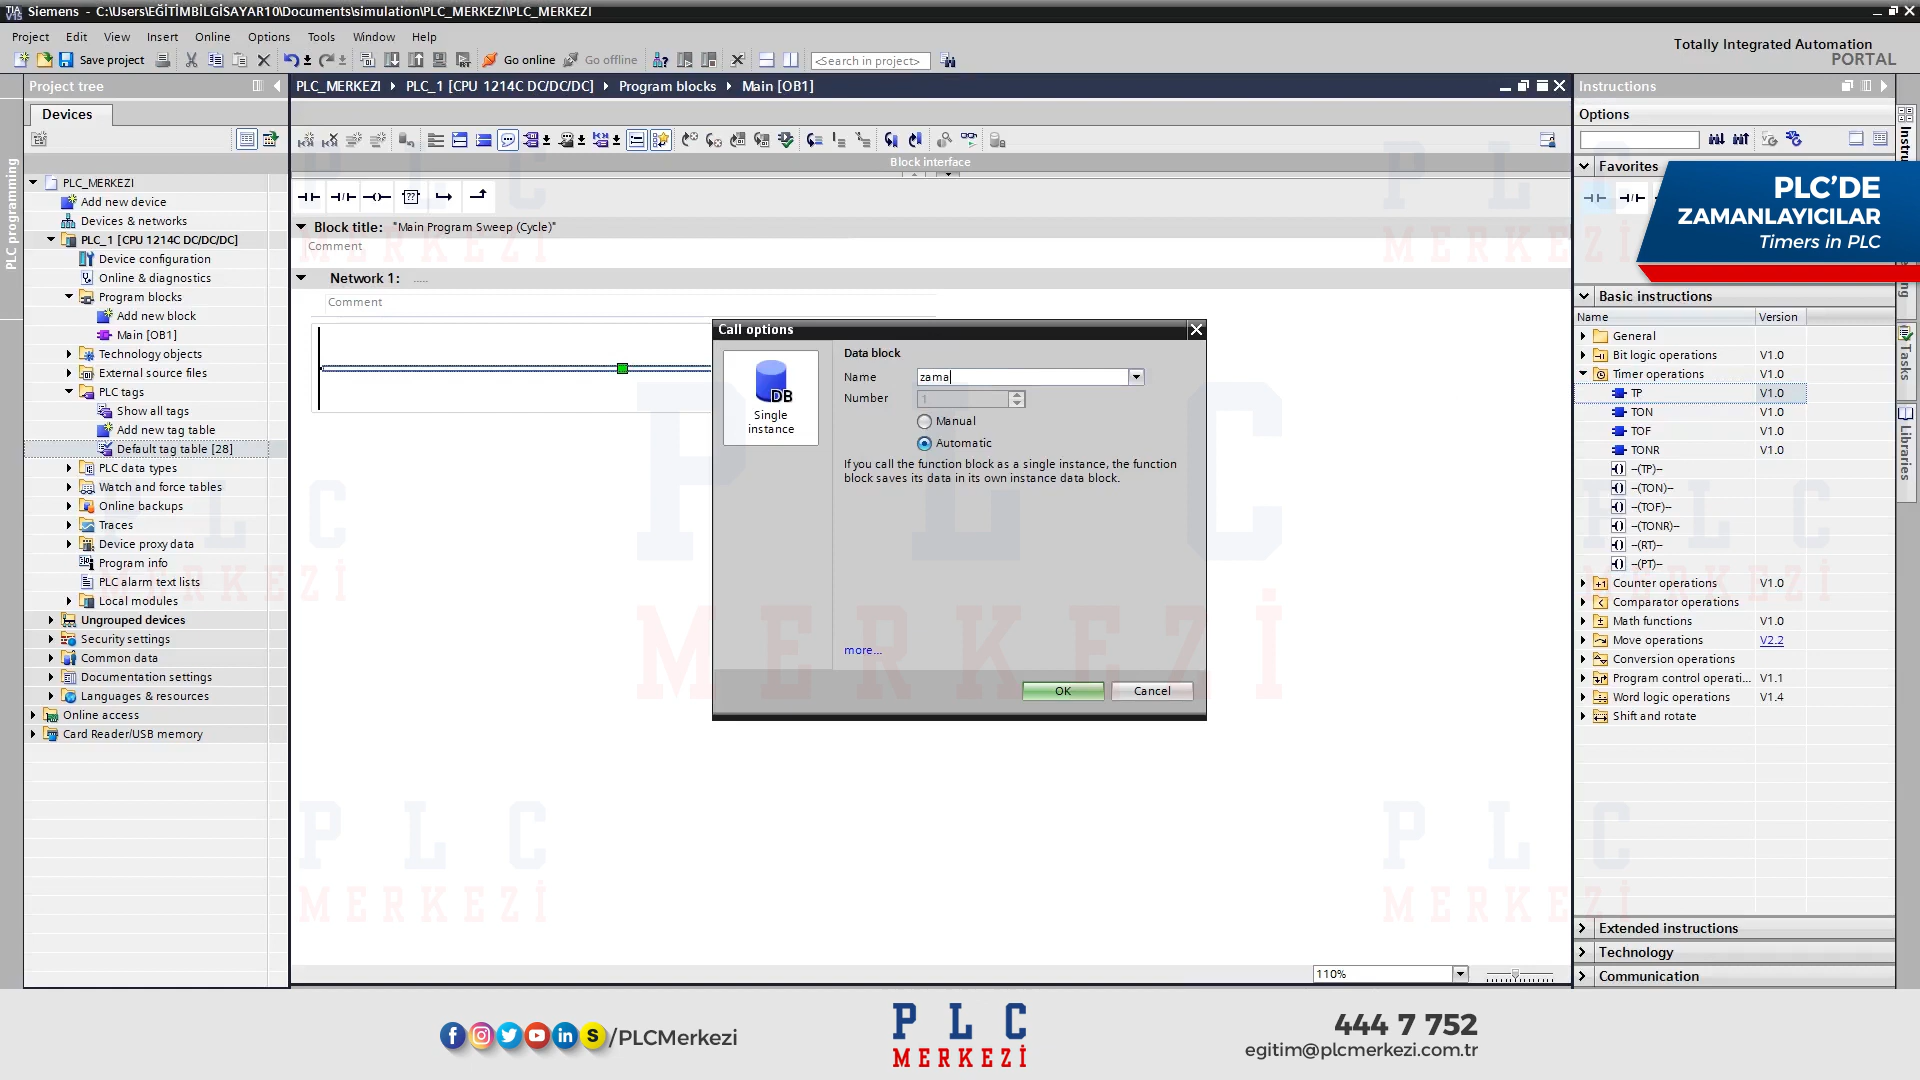 Siemens - C:\Users\EĞİTİMBİLGİSAYAR10\Documents\simulation\PLC_MERKEZI\PLC_MERKEZI
Project Edit View Insert Online Options Tools Window Help
Save project
Go online
Go offline
<Search in project>
Totally Integrated Automation
PORTAL
Project tree
Devices
PLC programming
PLC_MERKEZI
Add new device
Devices & networks
PLC_1 [CPU 1214C DC/DC/DC]
Device configuration
Online & diagnostics
Program blocks
Add new block
Main [OB1]
Technology objects
External source files
PLC tags
Show all tags
Add new tag table
Default tag table [28]
PLC data types
Watch and force tables
Online backups
Traces
Device proxy data
Program info
PLC alarm text lists
Local modules
Ungrouped devices
Security settings
Common data
Documentation settings
Languages & resources
Online access
Card Reader/USB memory
PLC_MERKEZI PLC_1 [CPU 1214C DC/DC/DC] Program blocks Main [OB1]
Block interface
Block title: "Main Program Sweep (Cycle)"
Comment
Network 1: .....
Comment
Call options
DB
Single
instance
Data block
Name zama
Number 1
Manual
Automatic
If you call the function block as a single instance, the function
block saves its data in its own instance data block.
more...
OK
Cancel
110%
Instructions
Options
Favorites
PLC'DE
ZAMANLAYICILAR
Timers in PLC
Basic instructions
Name Version
General
Bit logic operations V1.0
Timer operations V1.0
TP V1.0
TON V1.0
TOF V1.0
TONR V1.0
–(TP)–
–(TON)–
–(TOF)–
–(TONR)–
–(RT)–
–(PT)–
Counter operations V1.0
Comparator operations
Math functions V1.0
Move operations V2.2
Conversion operations
Program control operati... V1.1
Word logic operations V1.4
Shift and rotate
Extended instructions
Technology
Communication
Tasks
Libraries
PLC
MERKEZİ
/PLCMerkezi
PLC
MERKEZİ
444 7 752
egitim@plcmerkezi.com.tr